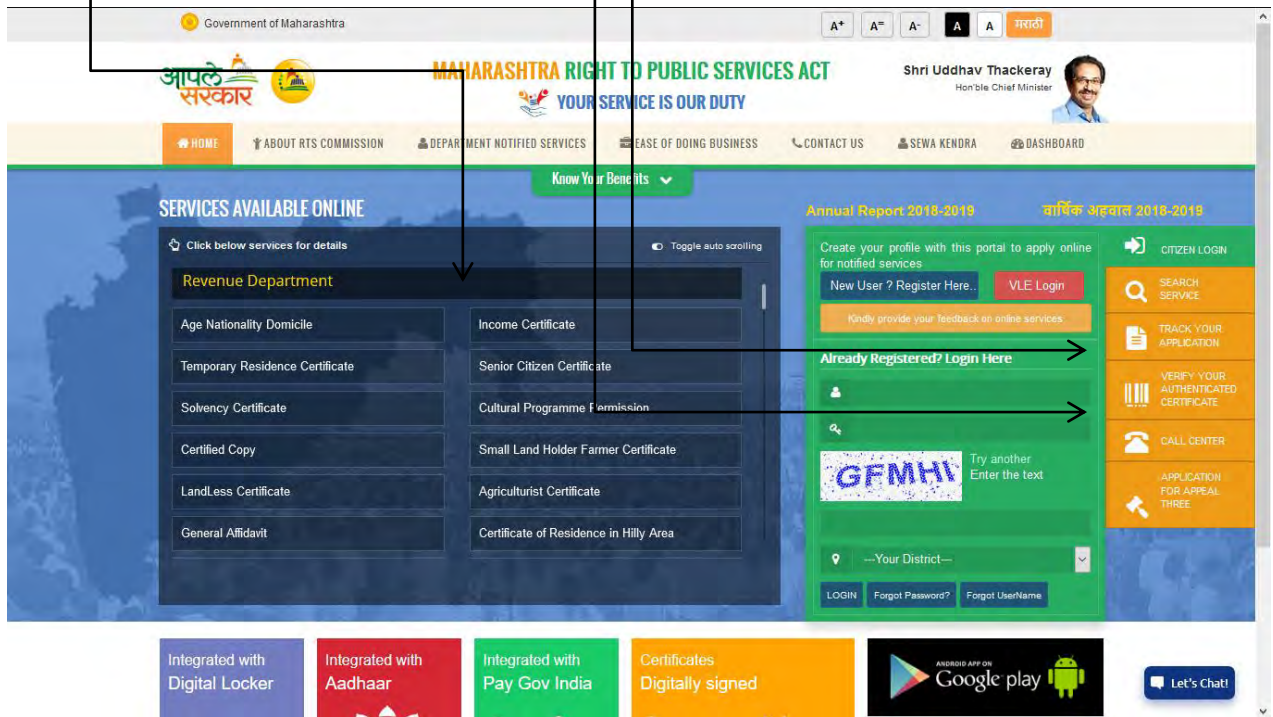 Government of Maharashtra
A+ A= A- A A मराठी
आपले
सरकार
MAHARASHTRA RIGHT TO PUBLIC SERVICES ACT
YOUR SERVICE IS OUR DUTY
Shri Uddhav Thackeray
Hon'ble Chief Minister
HOME ABOUT RTS COMMISSION DEPARTMENT NOTIFIED SERVICES EASE OF DOING BUSINESS CONTACT US SEWA KENDRA DASHBOARD
Know Your Benefits
SERVICES AVAILABLE ONLINE
Click below services for details Toggle auto scrolling
Revenue Department
Age Nationality Domicile Income Certificate
Temporary Residence Certificate Senior Citizen Certificate
Solvency Certificate Cultural Programme Permission
Certified Copy Small Land Holder Farmer Certificate
LandLess Certificate Agriculturist Certificate
General Affidavit Certificate of Residence in Hilly Area
Annual Report 2018-2019 वार्षिक अहवाल 2018-2019
Create your profile with this portal to apply online
for notified services
New User ? Register Here.. VLE Login
Kindly provide your feedback on online services
Already Registered? Login Here
GFMHI
Try another
Enter the text
---Your District---
LOGIN Forgot Password? Forgot UserName
CITIZEN LOGIN
SEARCH
SERVICE
TRACK YOUR
APPLICATION
VERIFY YOUR
AUTHENTICATED
CERTIFICATE
CALL CENTER
APPLICATION
FOR APPEAL
THREE
Integrated with
Digital Locker
Integrated with
Aadhaar
Integrated with
Pay Gov India
Certificates
Digitally signed
ANDROID APP ON
Google play
Let's Chat!